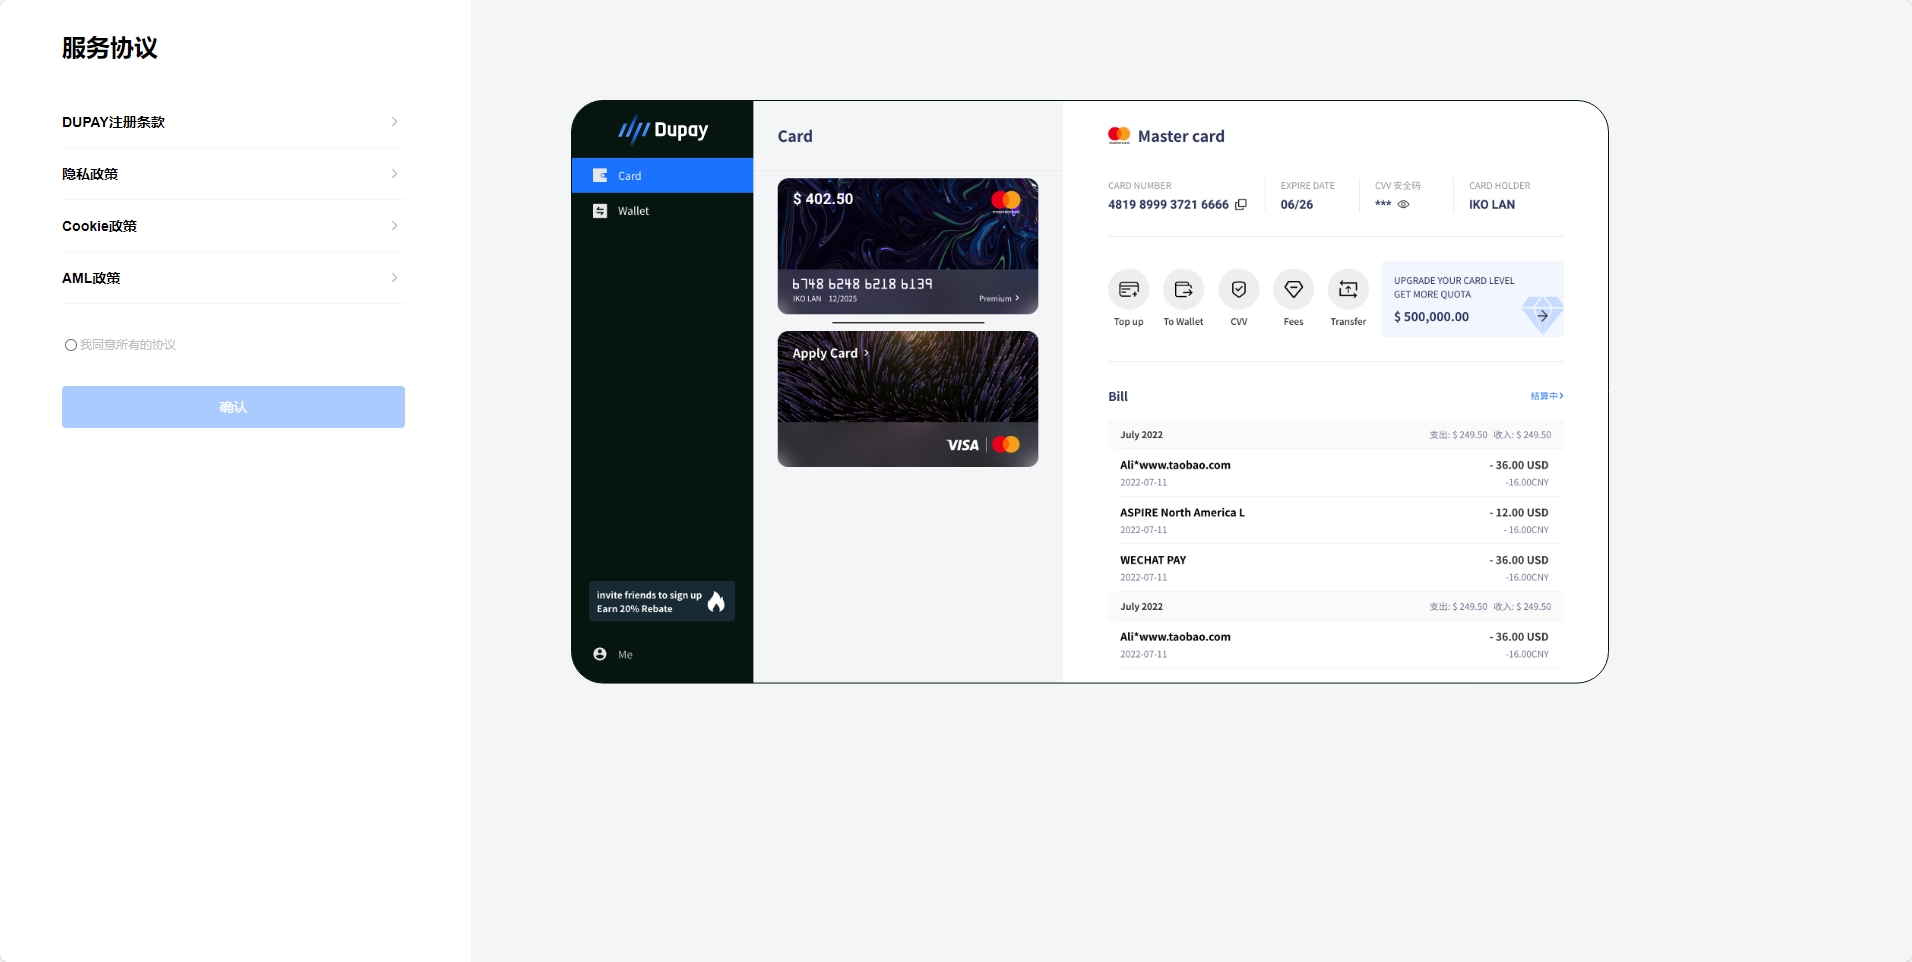 服务协议
DUPAY注册条款
隐私政策
Cookie政策
AML政策
我同意所有的协议
确认
Dupay
Card
Wallet
invite friends to sign up
Earn 20% Rebate
Me
Card
$ 402.50
mastercard
6748 6248 6218 6139
IKO LAN 12/2025 Premium
Apply Card
VISA
Master card
CARD NUMBER EXPIRE DATE CVV 安全码 CARD HOLDER
4819 8999 3721 6666 06/26 *** IKO LAN
Top up To Wallet CVV Fees Transfer
UPGRADE YOUR CARD LEVEL
GET MORE QUOTA
$ 500,000.00
Bill 结算中
July 2022 支出: $ 249.50 收入: $ 249.50
Ali*www.taobao.com - 36.00 USD
2022-07-11 -16.00CNY
ASPIRE North America L - 12.00 USD
2022-07-11 - 16.00CNY
WECHAT PAY - 36.00 USD
2022-07-11 -16.00CNY
July 2022 支出: $ 249.50 收入: $ 249.50
Ali*www.taobao.com - 36.00 USD
2022-07-11 -16.00CNY